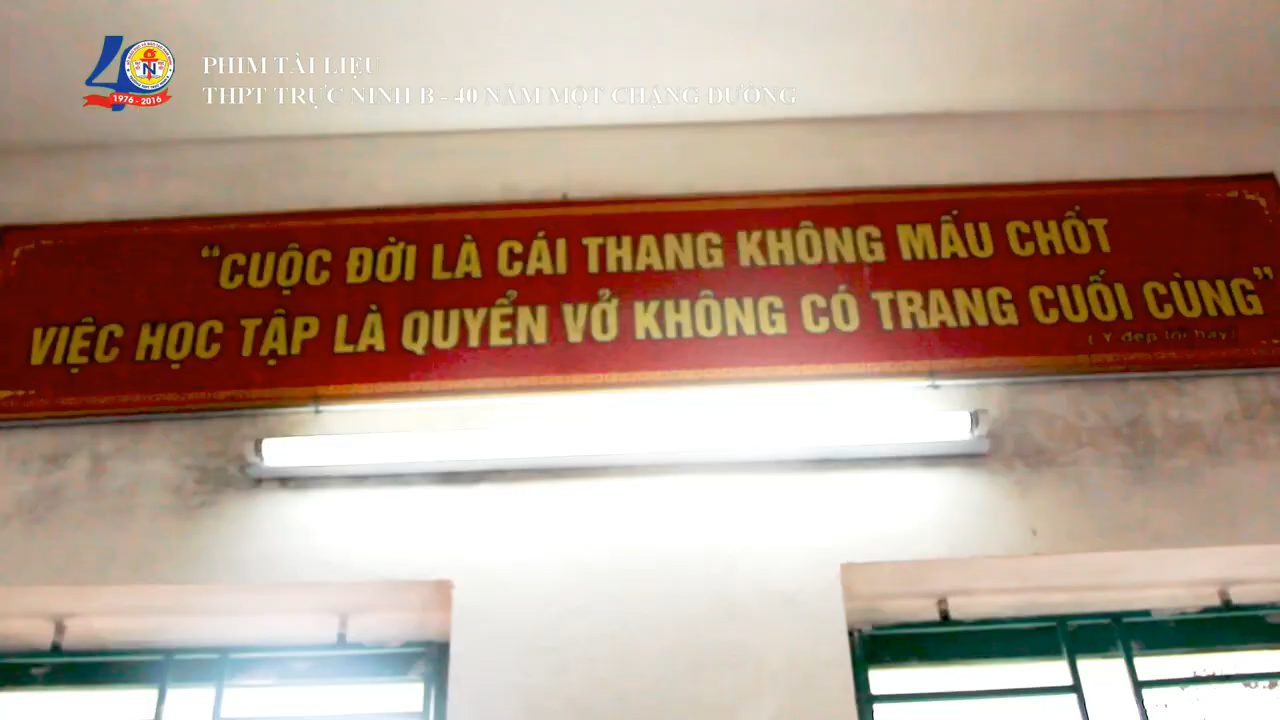 PHIM TÀI LIỆU
THPT TRỰC NINH B - 40 NĂM MỘT CHẶNG ĐƯỜNG
40
N
1976 - 2016
“CUỘC ĐỜI LÀ CÁI THANG KHÔNG MẤU CHỐT
VIỆC HỌC TẬP LÀ QUYỂN VỞ KHÔNG CÓ TRANG CUỐI CÙNG”
( Ý đẹp lời hay)